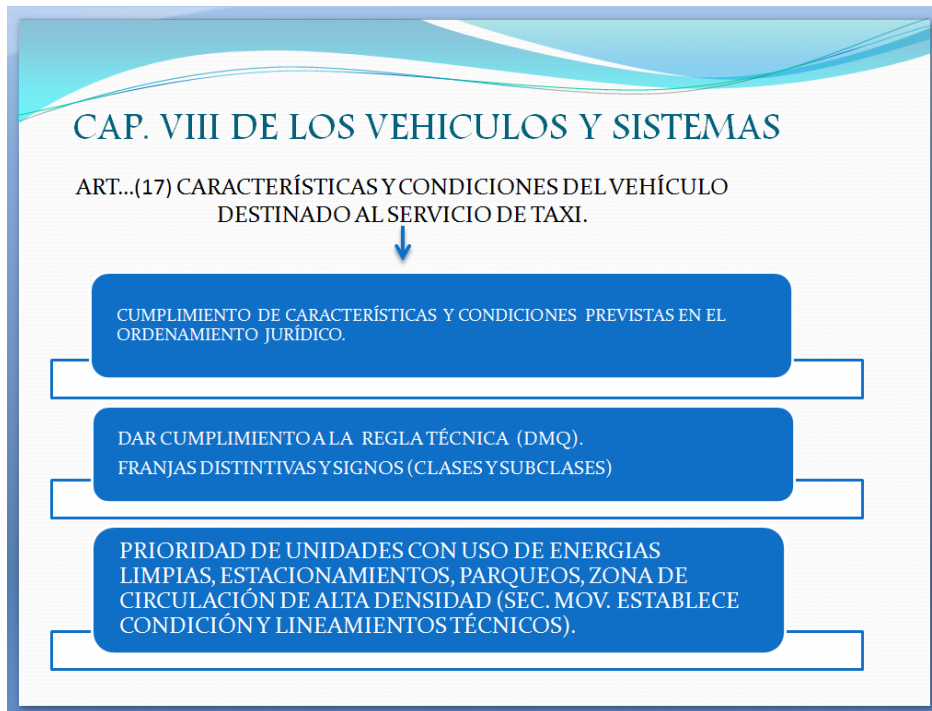 CAP. VIII DE LOS VEHICULOS Y SISTEMAS
ART...(17) CARACTERÍSTICAS Y CONDICIONES DEL VEHÍCULO
DESTINADO AL SERVICIO DE TAXI.
CUMPLIMIENTO DE CARACTERÍSTICAS Y CONDICIONES PREVISTAS EN EL
ORDENAMIENTO JURÍDICO.
DAR CUMPLIMIENTO A LA REGLA TÉCNICA (DMQ).
FRANJAS DISTINTIVAS Y SIGNOS (CLASES Y SUBCLASES)
PRIORIDAD DE UNIDADES CON USO DE ENERGIAS
LIMPIAS, ESTACIONAMIENTOS, PARQUEOS, ZONA DE
CIRCULACIÓN DE ALTA DENSIDAD (SEC. MOV. ESTABLECE
CONDICIÓN Y LINEAMIENTOS TÉCNICOS).